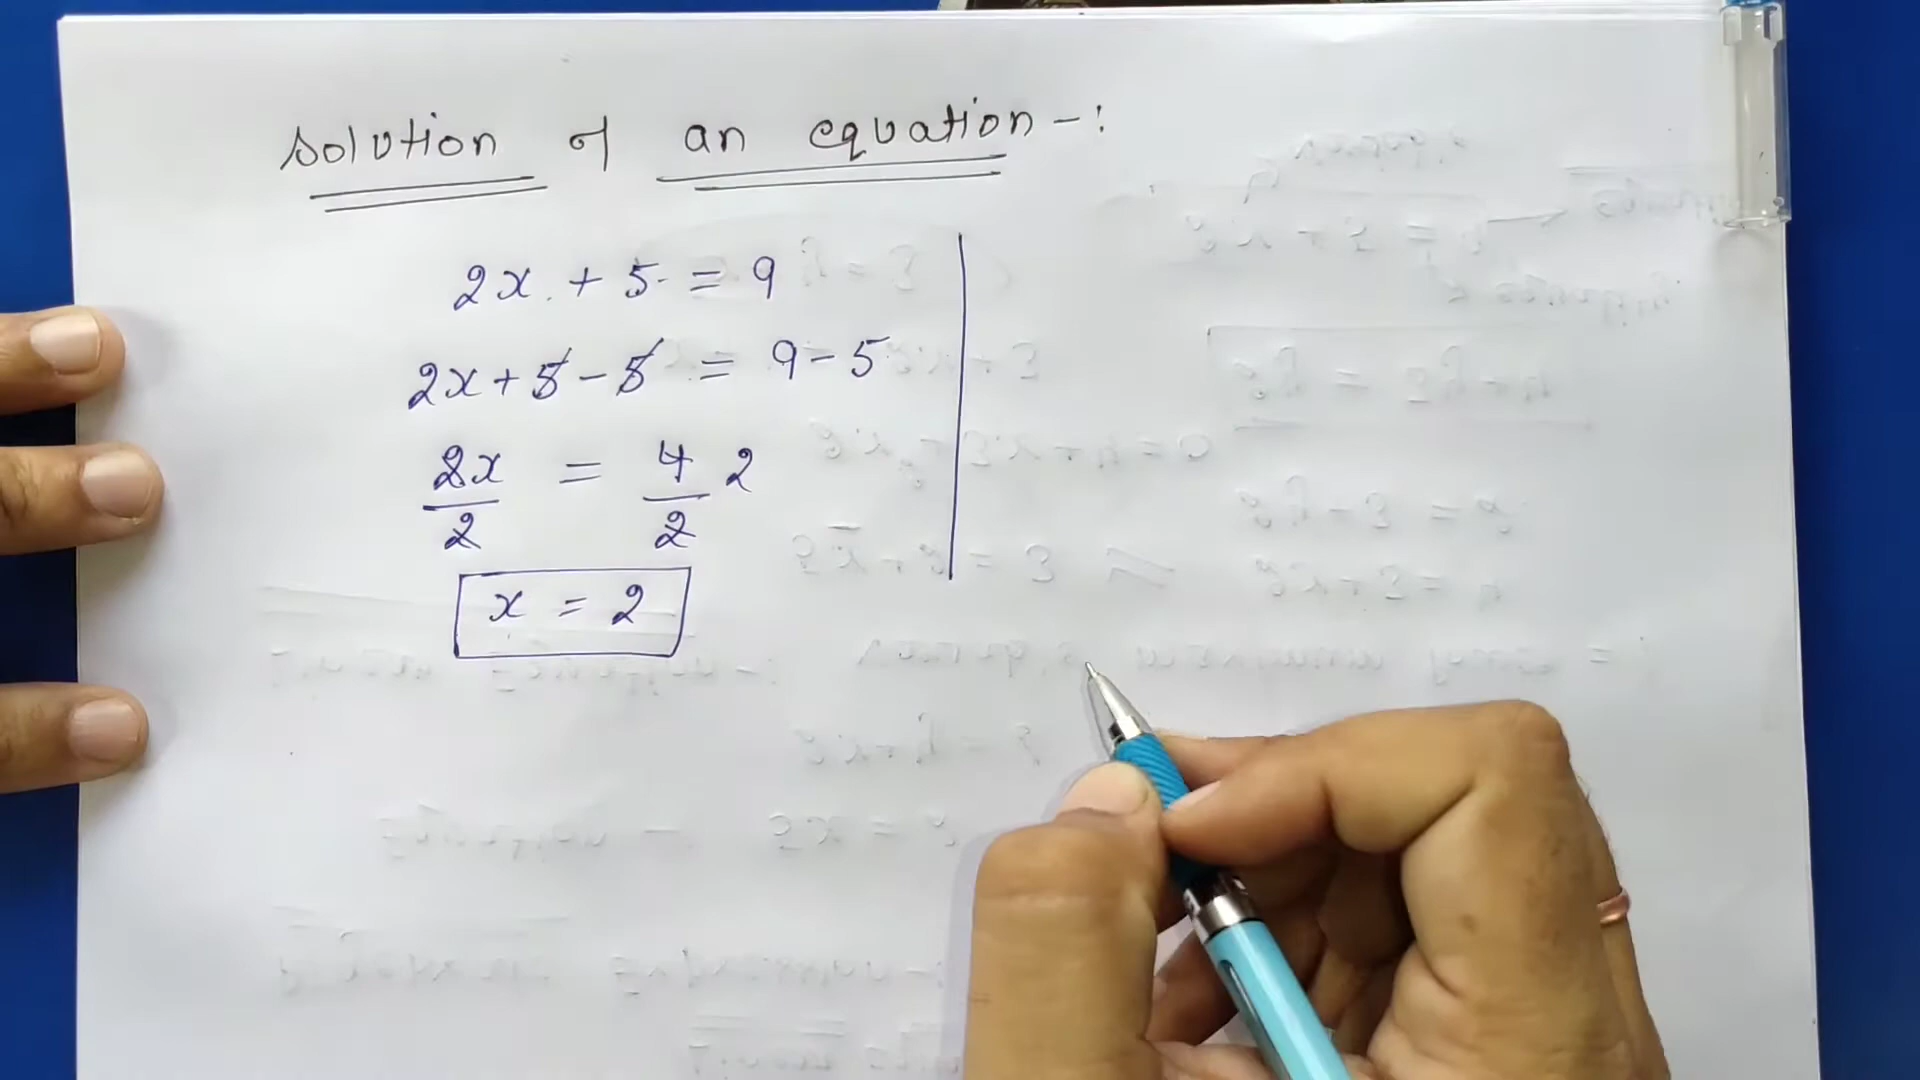 solution of an equation -:
2x + 5 = 9
2x + 5 - 5 = 9 - 5
2x/2 = 4/2 2
x = 2